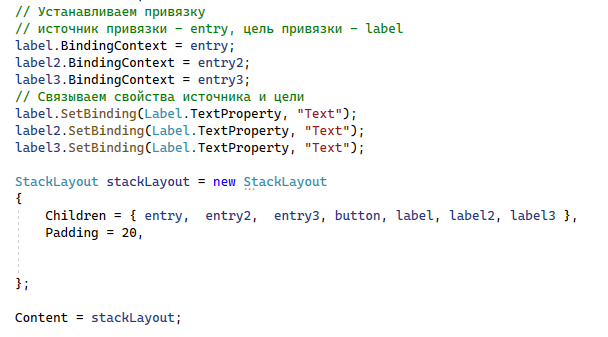 // Устанавливаем привязку
// источник привязки - entry, цель привязки - label
label.BindingContext = entry;
label2.BindingContext = entry2;
label3.BindingContext = entry3;
// Связываем свойства источника и цели
label.SetBinding(Label.TextProperty, "Text");
label2.SetBinding(Label.TextProperty, "Text");
label3.SetBinding(Label.TextProperty, "Text");
StackLayout stackLayout = new StackLayout
{
Children = { entry,  entry2,  entry3, button, label, label2, label3 },
Padding = 20,
};
Content = stackLayout;